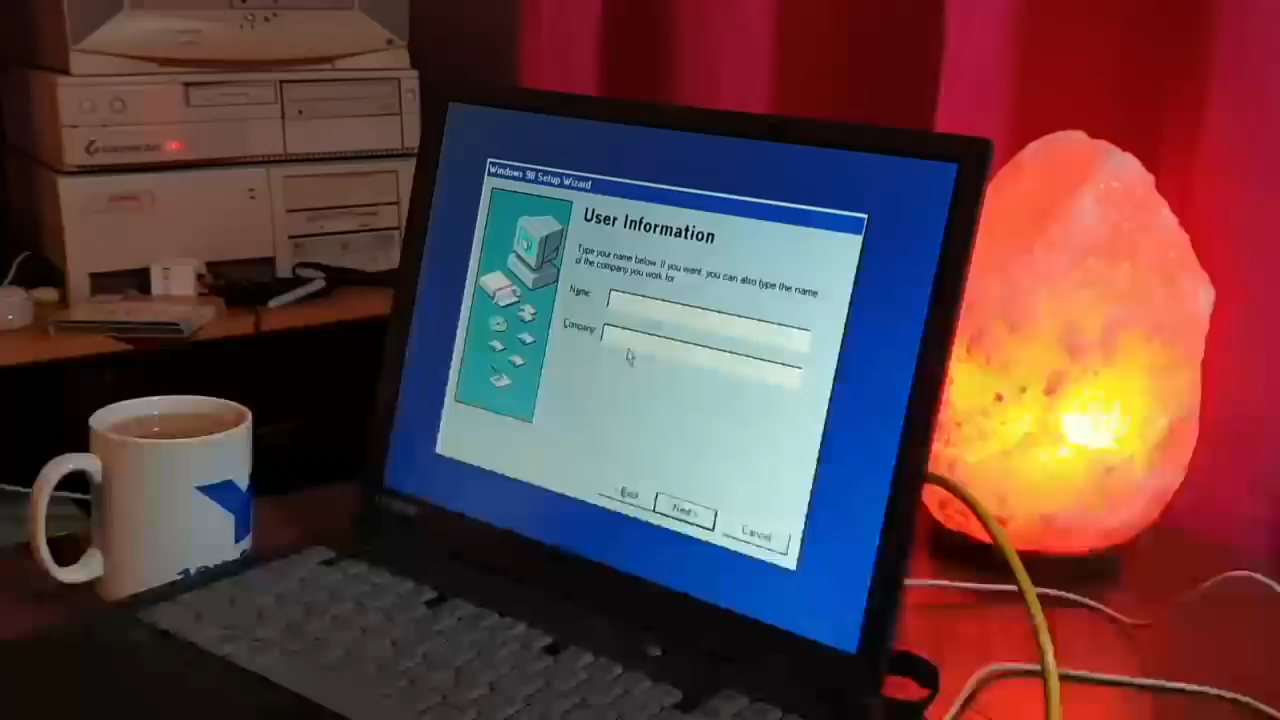 Windows 98 Setup Wizard
User Information
Type your name below. If you want, you can also type the name
of the company you work for.
Name:
Company:
< Back
Next >
Cancel